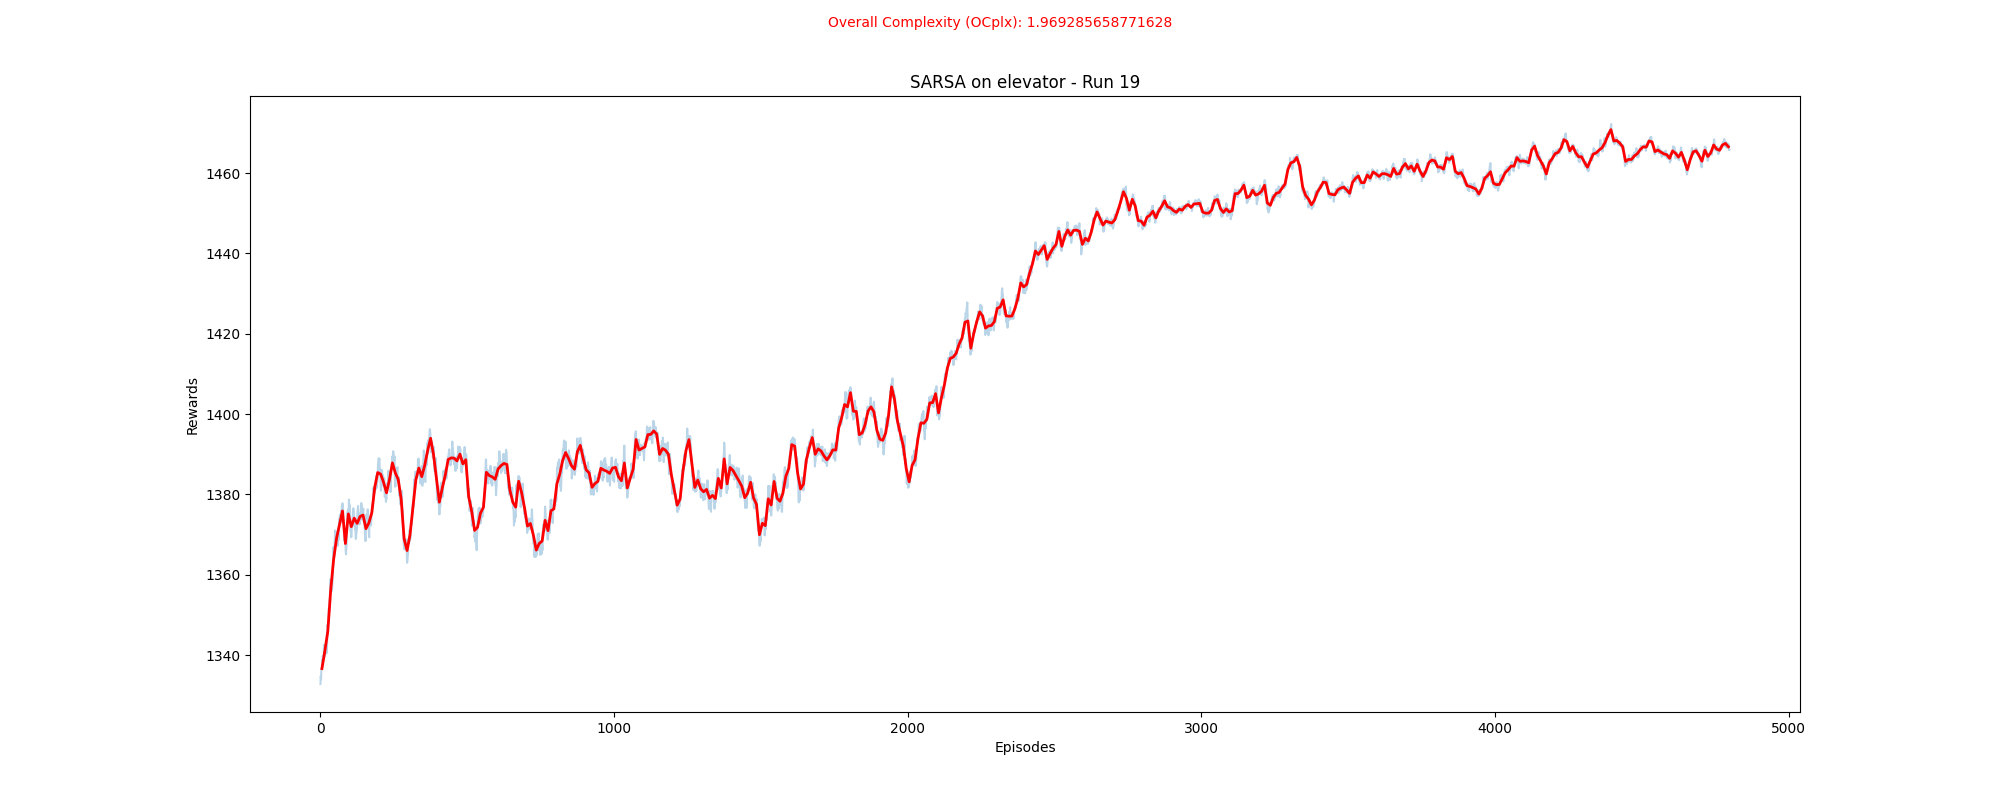 Overall Complexity (OCplx): 1.969285658771628
SARSA on elevator - Run 19
Rewards
1460
1440
1420
1400
1380
1360
1340
0 1000 2000 3000 4000 5000
Episodes